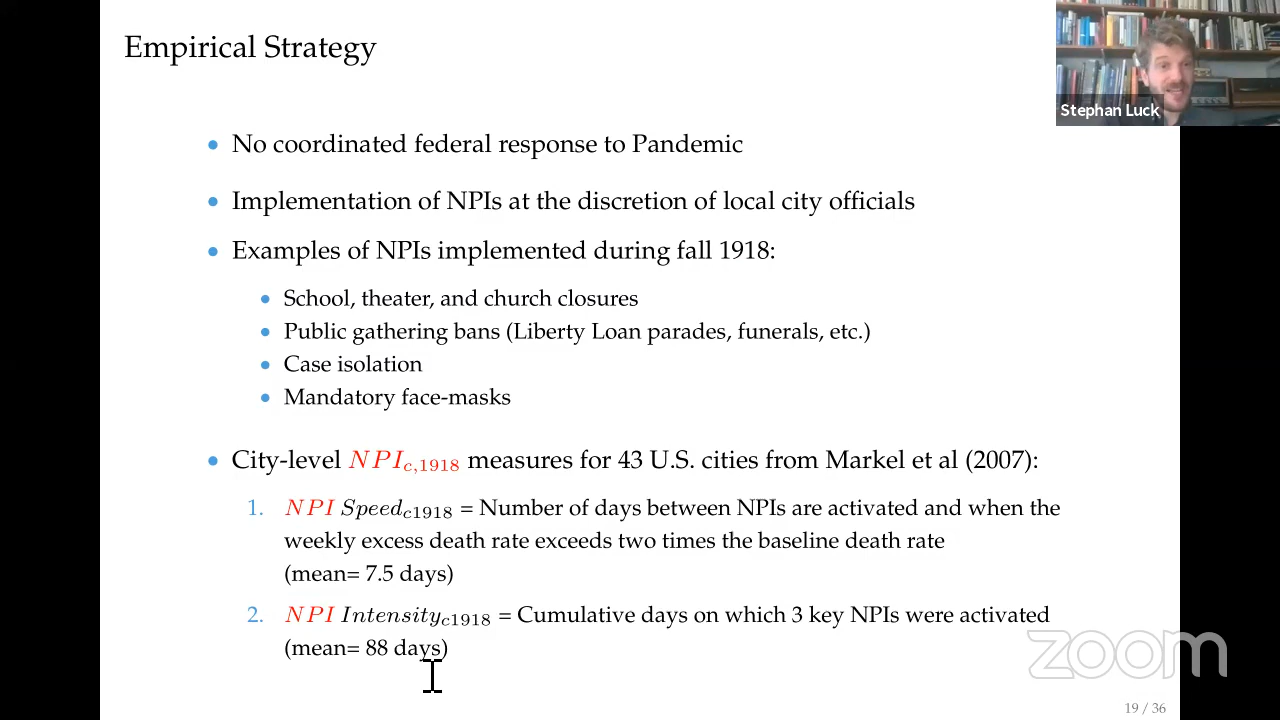 Empirical Strategy
Stephan Luck
• No coordinated federal response to Pandemic
• Implementation of NPIs at the discretion of local city officials
• Examples of NPIs implemented during fall 1918:
• School, theater, and church closures
• Public gathering bans (Liberty Loan parades, funerals, etc.)
• Case isolation
• Mandatory face-masks
• City-level NPI_{c,1918} measures for 43 U.S. cities from Markel et al (2007):
1. NPI Speed_{c1918} = Number of days between NPIs are activated and when the
weekly excess death rate exceeds two times the baseline death rate
(mean= 7.5 days)
2. NPI Intensity_{c1918} = Cumulative days on which 3 key NPIs were activated
(mean= 88 days)
zoom
19 / 36